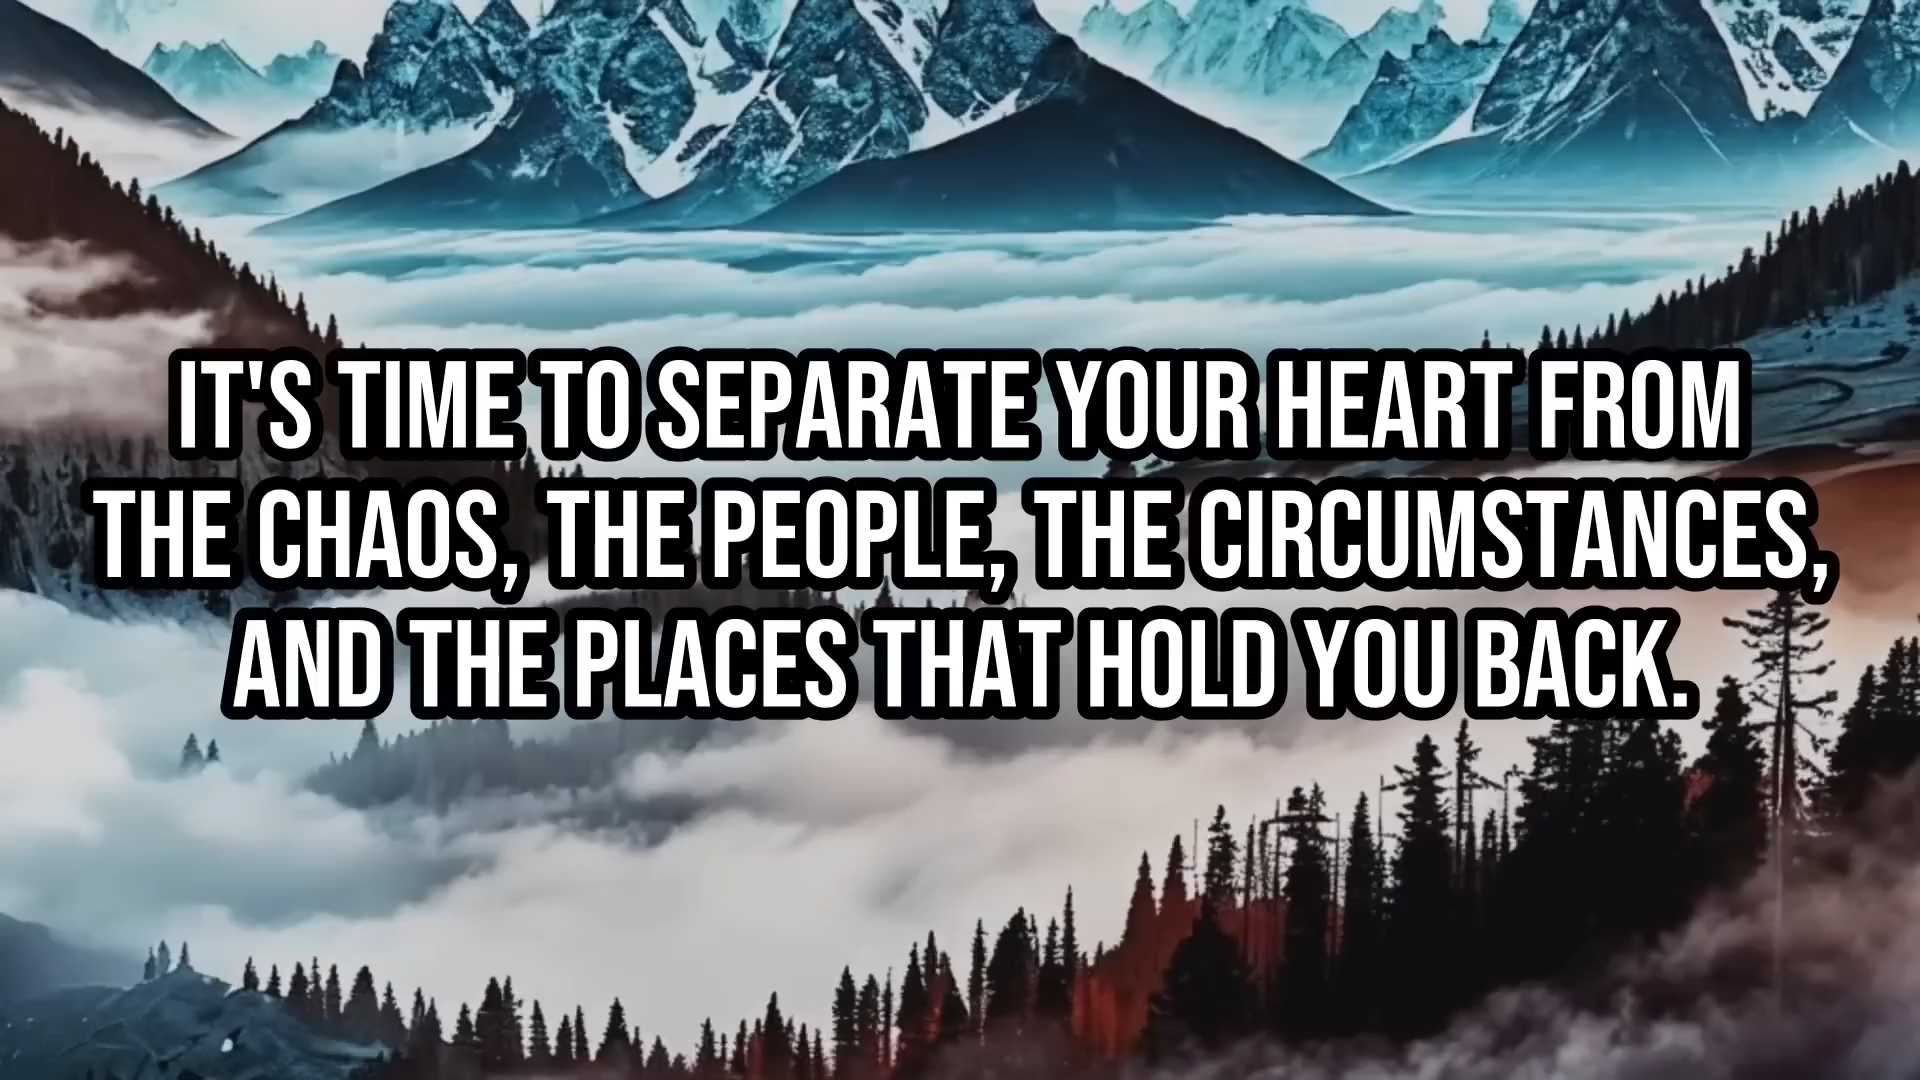 IT'S TIME TO SEPARATE YOUR HEART FROM
THE CHAOS, THE PEOPLE, THE CIRCUMSTANCES,
AND THE PLACES THAT HOLD YOU BACK.